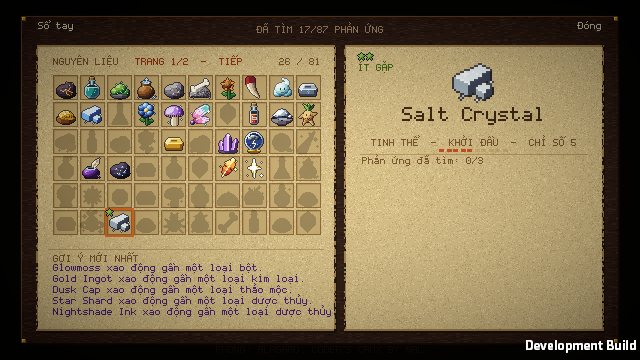 Sổ tay
ĐÃ TÌM 17/87 PHẢN ỨNG
Đóng
NGUYÊN LIỆU TRANG 1/2 - TIẾP 26 / 81
GỢI Ý MỚI NHẤT
Glowmoss xao động gần một loại bột.
Gold Ingot xao động gần một loại kim loại.
Dusk Cap xao động gần một loại thảo mộc.
Star Shard xao động gần một loại dược thủy.
Nightshade Ink xao động gần một loại dược thủy
ÍT GẶP
Salt Crystal
TINH THỂ - KHỞI ĐẦU - CHỈ SỐ 5
Phản ứng đã tìm: 0/3
Development Build